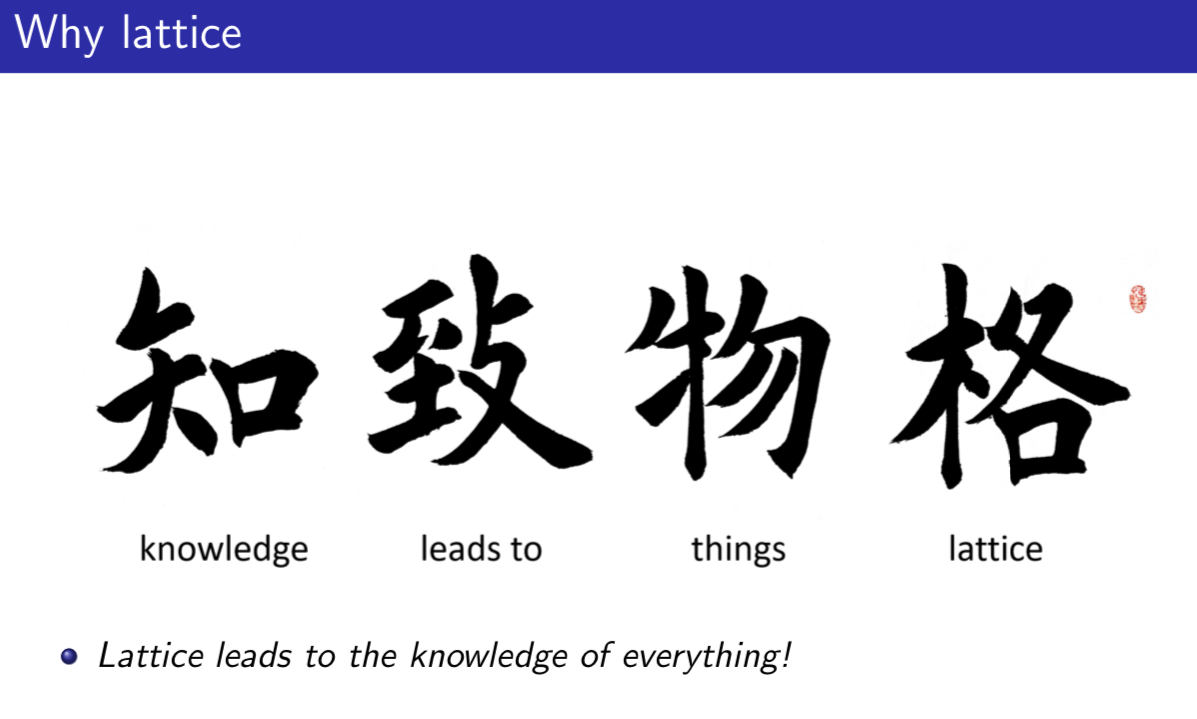 Why lattice
知致物格
knowledge leads to things lattice
Lattice leads to the knowledge of everything!